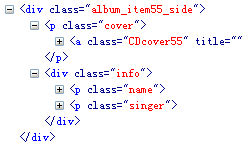 <div class="album_item55_side">
<p class="cover">
<a class="CDcover55" title=""
</p>
<div class="info">
<p class="name">
<p class="singer">
</div>
</div>